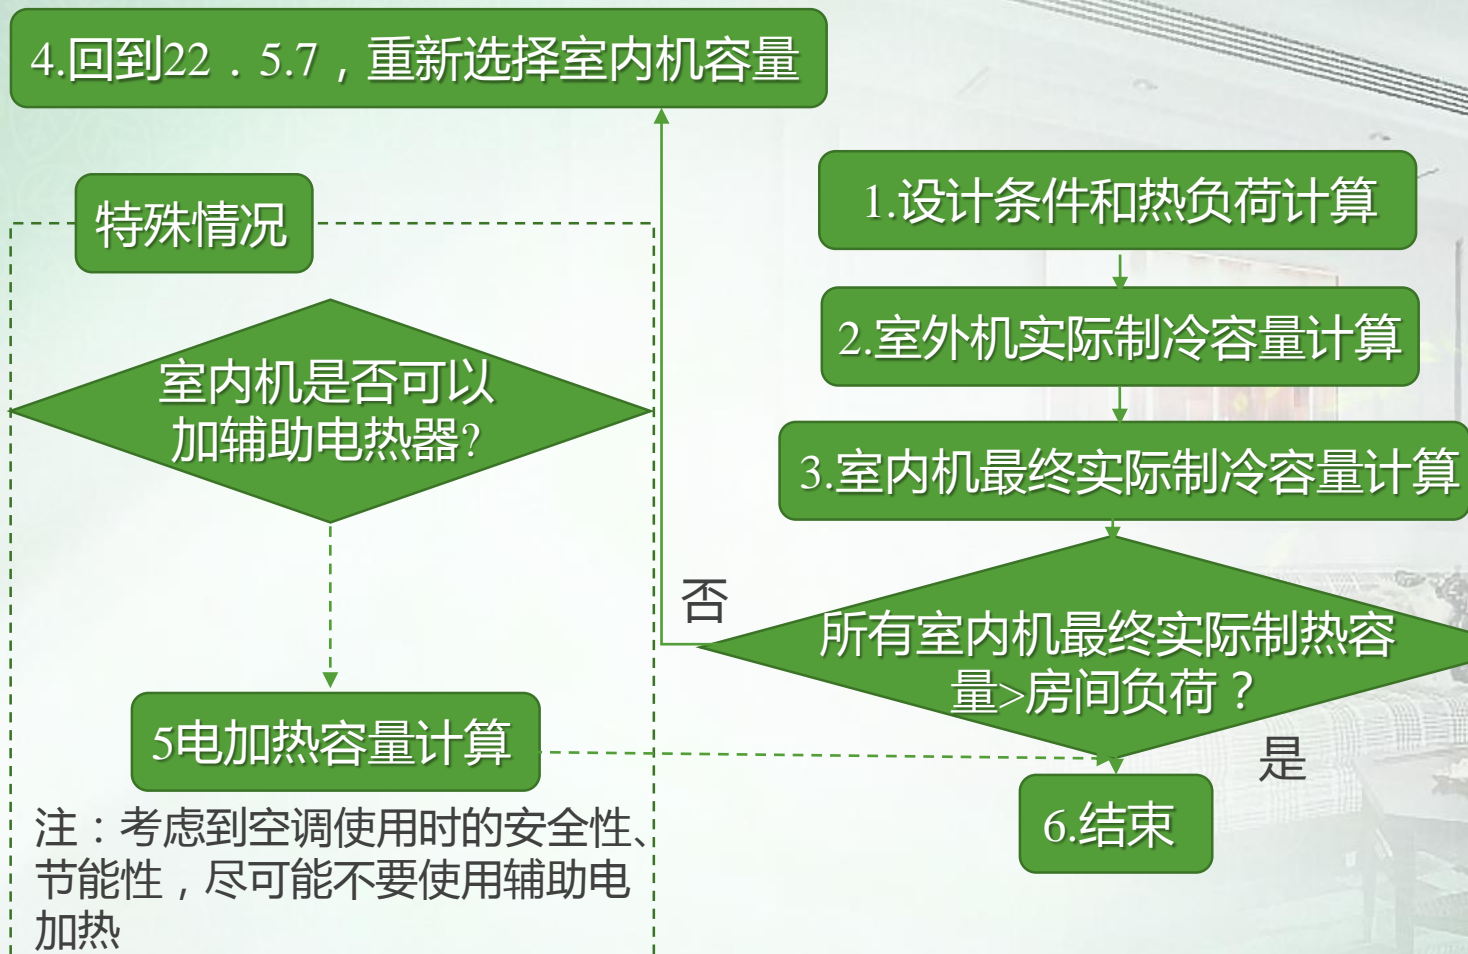 4.回到22．5.7，重新选择室内机容量
特殊情况
室内机是否可以
加辅助电热器?
5电加热容量计算
注：考虑到空调使用时的安全性、
节能性，尽可能不要使用辅助电
加热
1.设计条件和热负荷计算
2.室外机实际制冷容量计算
3.室内机最终实际制冷容量计算
否
所有室内机最终实际制热容
量>房间负荷？
是
6.结束